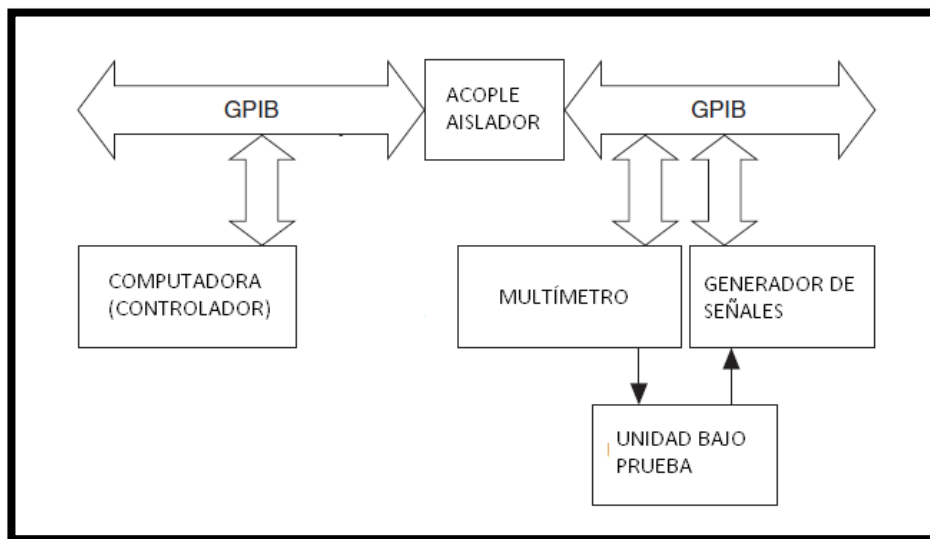 GPIB
ACOPLE
AISLADOR
GPIB
COMPUTADORA
(CONTROLADOR)
MULTÍMETRO
GENERADOR DE
SEÑALES
UNIDAD BAJO
PRUEBA